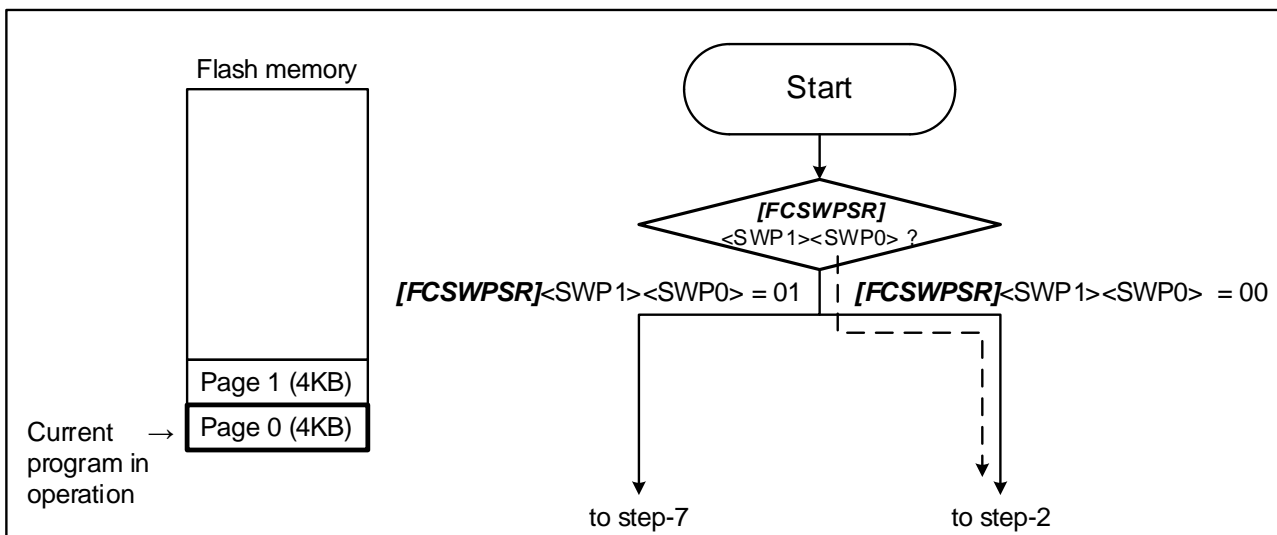 Flash memory
Page 1 (4KB)
Page 0 (4KB)
Current →
program in
operation
Start
[FCSWPSR]
<SWP1><SWP0> ?
[FCSWPSR]<SWP1><SWP0> = 01
[FCSWPSR]<SWP1><SWP0> = 00
to step-7
to step-2